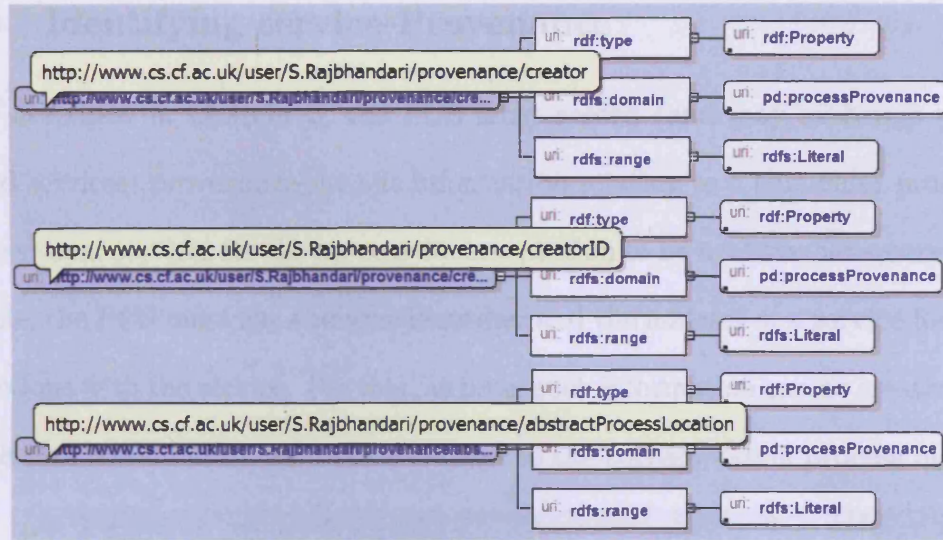 uri: rdf:type uri: rdf:Property
http://www.cs.cf.ac.uk/user/S.Rajbhandari/provenance/creator
uri: http://www.cs.cf.ac.uk/user/S.Rajbhandari/provenance/cre... uri: rdfs:domain uri: pd:processProvenance
uri: rdfs:range uri: rdfs:Literal
uri: rdf:type uri: rdf:Property
http://www.cs.cf.ac.uk/user/S.Rajbhandari/provenance/creatorID
uri: http://www.cs.cf.ac.uk/user/S.Rajbhandari/provenance/cre... uri: rdfs:domain uri: pd:processProvenance
uri: rdfs:range uri: rdfs:Literal
uri: rdf:type uri: rdf:Property
http://www.cs.cf.ac.uk/user/S.Rajbhandari/provenance/abstractProcessLocation
uri: http://www.cs.cf.ac.uk/user/S.Rajbhandari/provenance/abs... uri: rdfs:domain uri: pd:processProvenance
uri: rdfs:range uri: rdfs:Literal